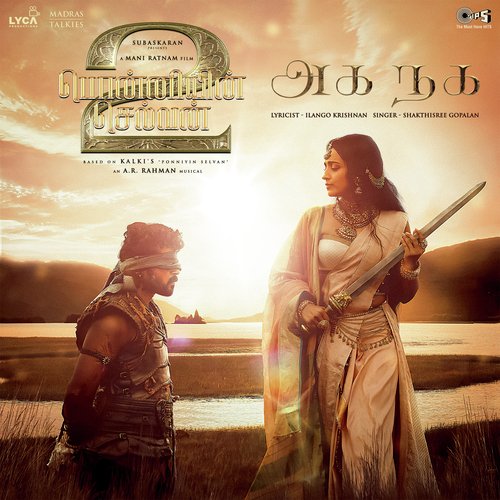 LYCA
PRODUCTIONS
MADRAS
TALKIES
Tips
SUBASKARAN
PRESENTS
A MANI RATNAM FILM
பொன்னியின்
செல்வன்
2
BASED ON KALKI'S "PONNIYIN SELVAN"
AN A.R. RAHMAN MUSICAL
அக நக
LYRICIST - ILANGO KRISHNAN SINGER - SHAKTHISREE GOPALAN